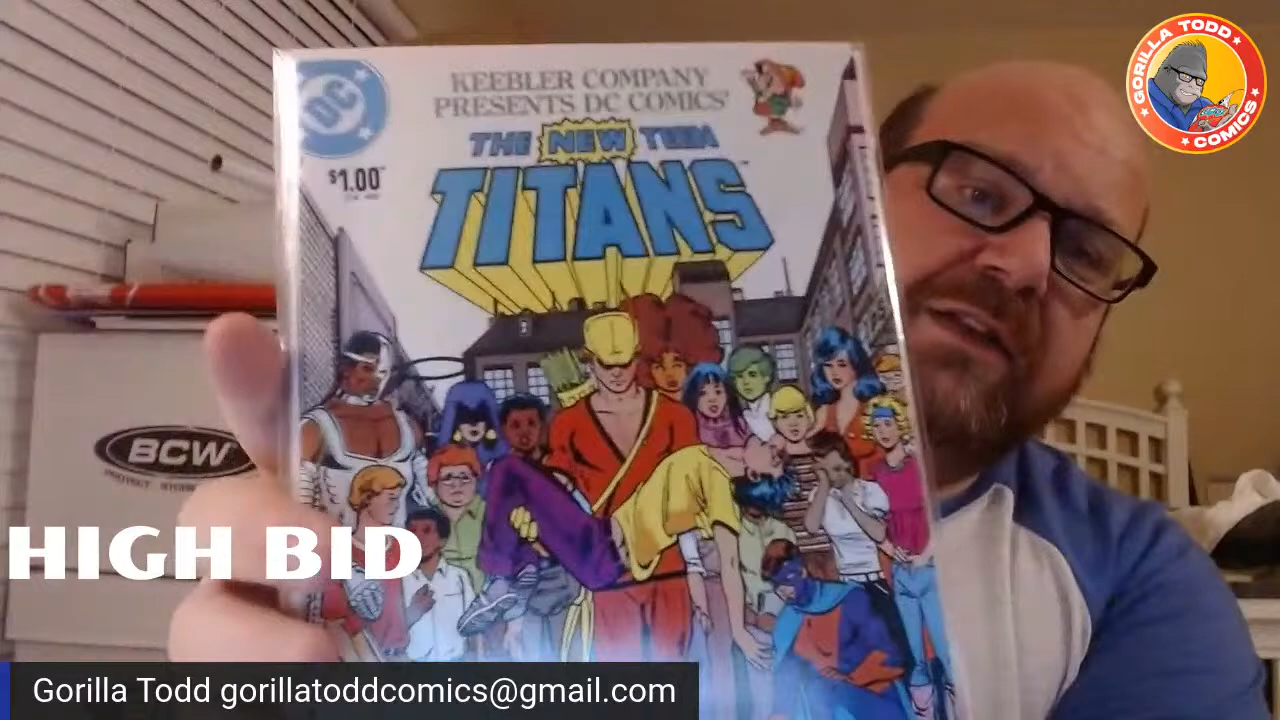 GORILLA TODD
COMICS
DC
KEEBLER COMPANY
PRESENTS DC COMICS'
THE NEW TEEN
TITANS
$1.00
BCW
HIGH BID
Gorilla Todd gorillatoddcomics@gmail.com